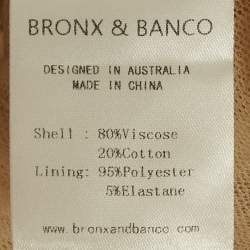 BRONX & BANCO
DESIGNED IN AUSTRALIA
MADE IN CHINA
Shell : 80%Viscose
20%Cotton
Lining: 95%Polyester
5%Elastane
www.bronxandbanco.com